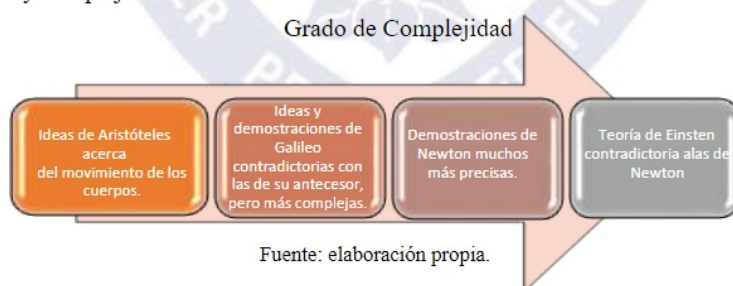 Grado de Complejidad
Ideas de Aristóteles
acerca
del movimiento de los
cuerpos.
Ideas y
demostraciones de
Galileo
contradictorias con
las de su antecesor,
pero más complejas.
Demostraciones de
Newton muchos
más precisas.
Teoría de Einsten
contradictoria alas de
Newton
Fuente: elaboración propia.